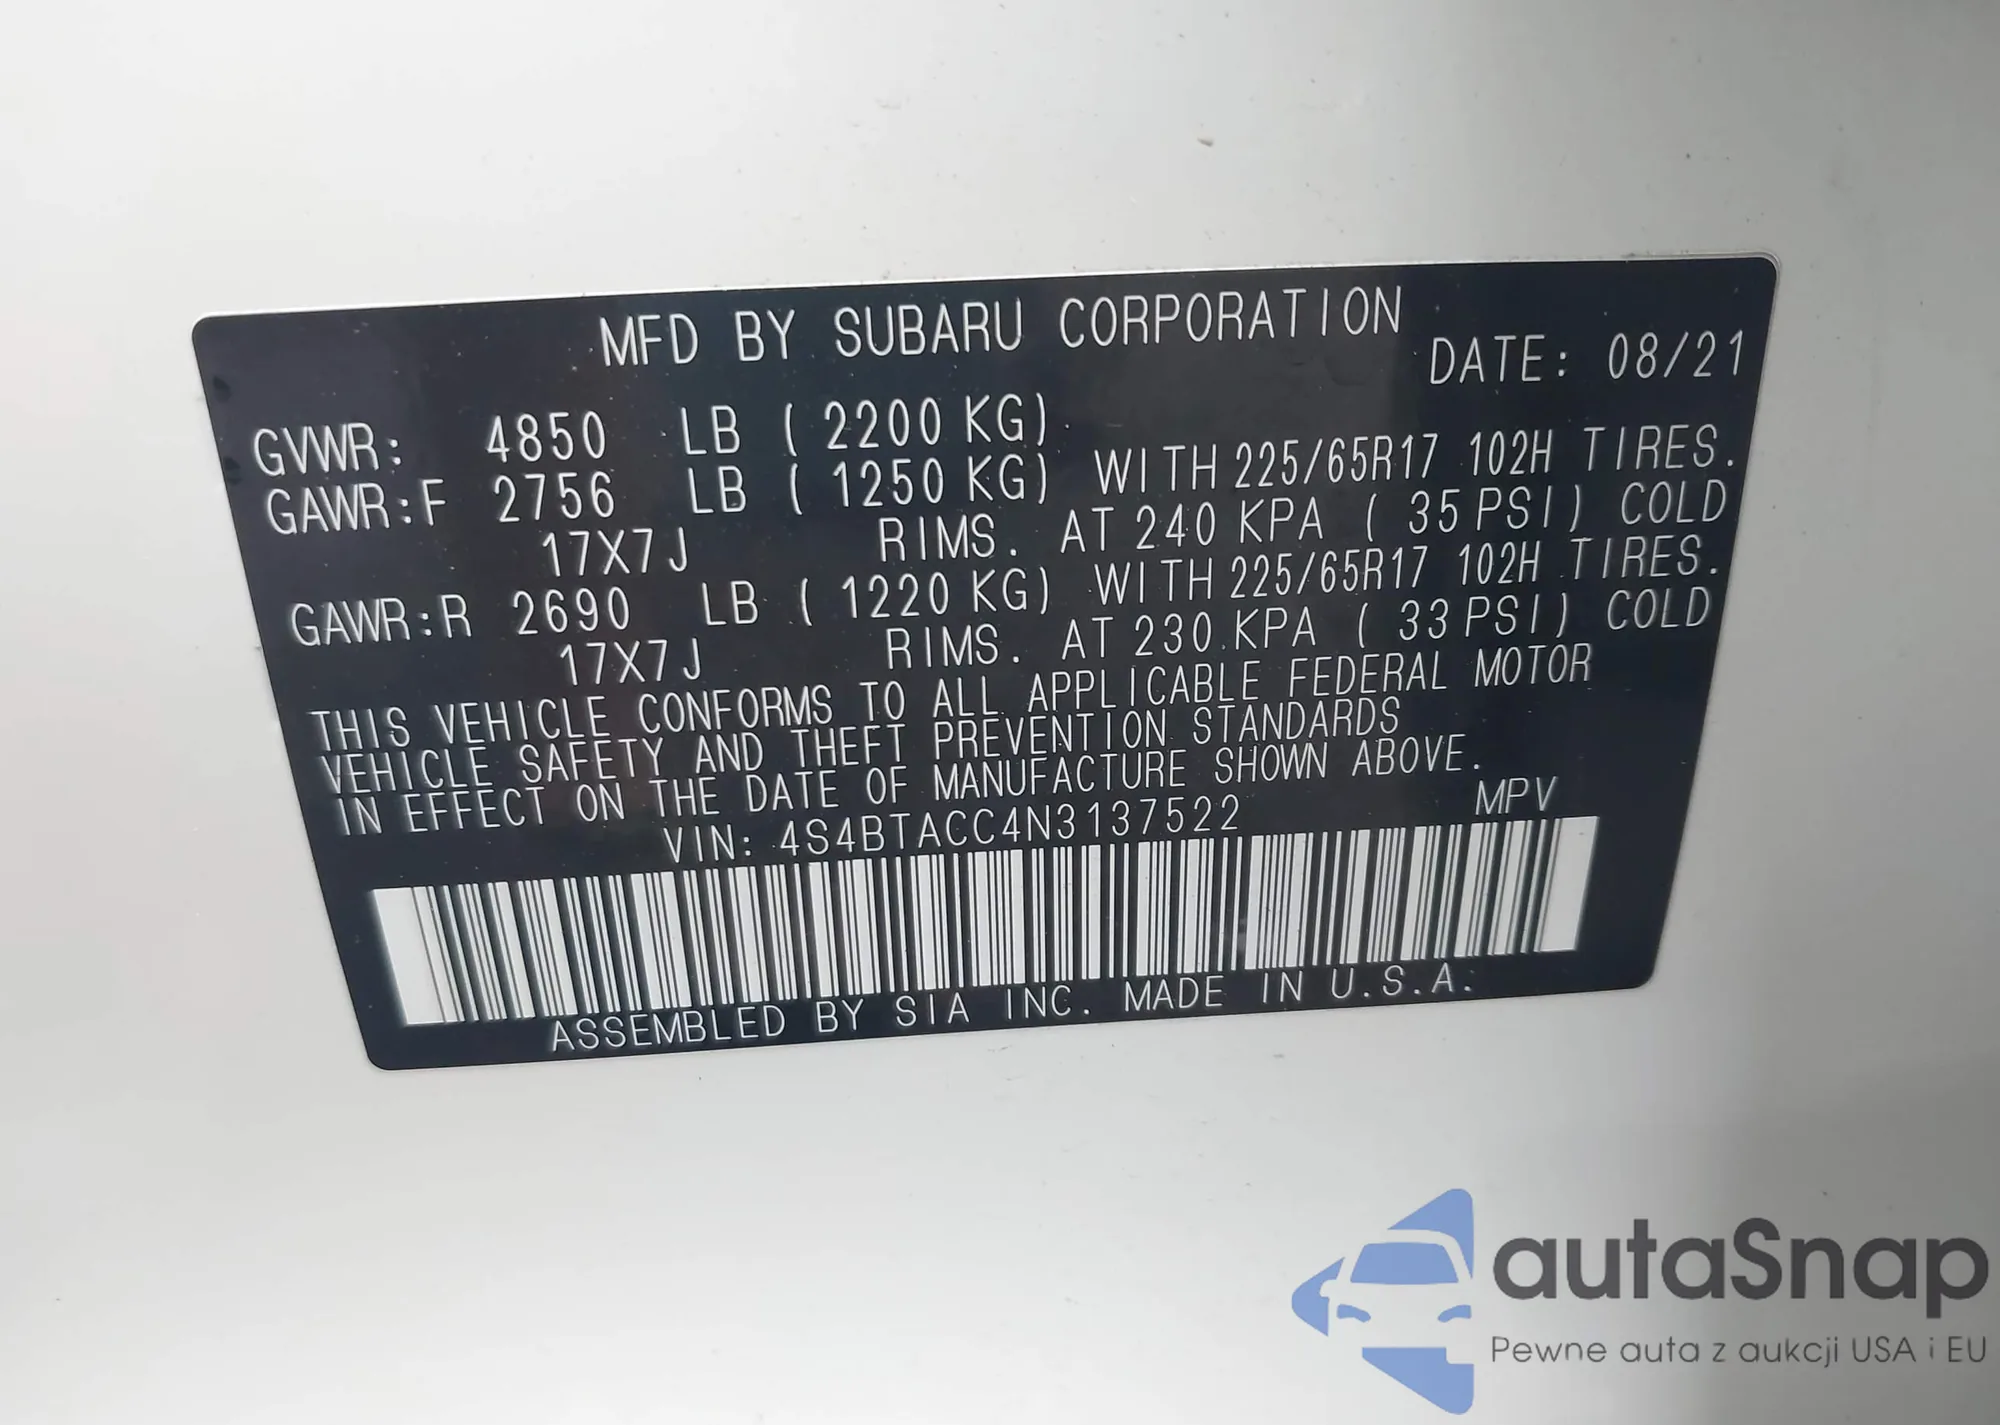 MFD BY SUBARU CORPORATION
DATE: 08/21
GVWR: 4850 LB ( 2200 KG)
GAWR:F 2756 LB ( 1250 KG) WITH 225/65R17 102H TIRES.
17X7J RIMS. AT 240 KPA ( 35 PSI) COLD
GAWR:R 2690 LB ( 1220 KG) WITH 225/65R17 102H TIRES.
17X7J RIMS. AT 230 KPA ( 33 PSI) COLD
THIS VEHICLE CONFORMS TO ALL APPLICABLE FEDERAL MOTOR
VEHICLE SAFETY AND THEFT PREVENTION STANDARDS
IN EFFECT ON THE DATE OF MANUFACTURE SHOWN ABOVE.
VIN: 4S4BTACC4N3137522 MPV
ASSEMBLED BY SIA INC. MADE IN U.S.A.
autaSnap
Pewne auta z aukcji USA i EU